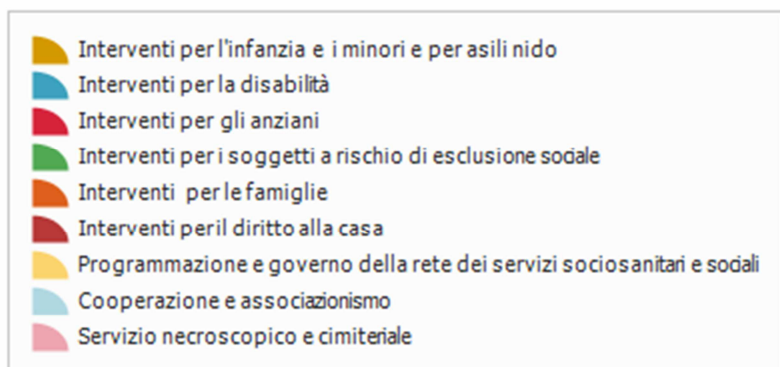 Interventi per l'infanzia e i minori e per asili nido
Interventi per la disabilità
Interventi per gli anziani
Interventi per i soggetti a rischio di esclusione sociale
Interventi per le famiglie
Interventi per il diritto alla casa
Programmazione e governo della rete dei servizi sociosanitari e sociali
Cooperazione e associazionismo
Servizio necroscopico e cimiteriale